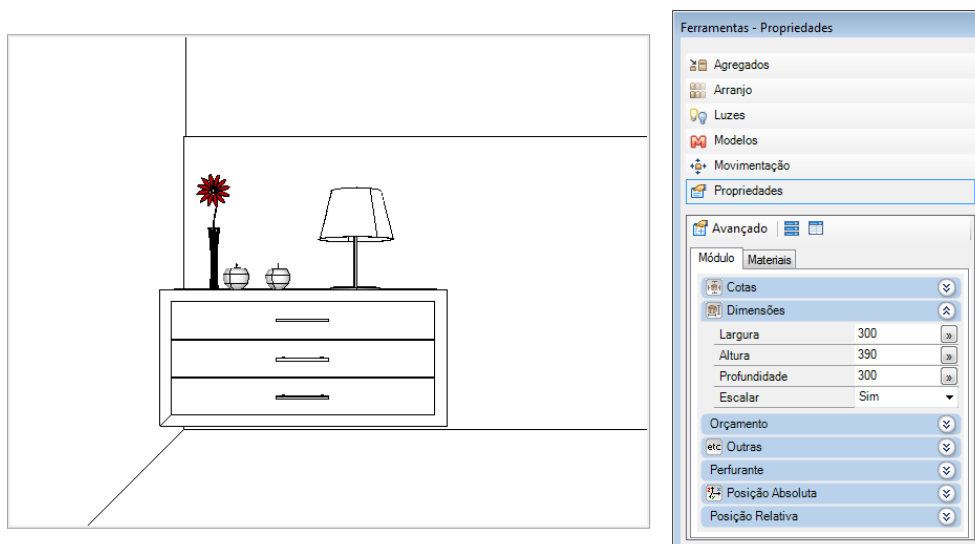 Ferramentas - Propriedades
Agregados
Arranjo
Luzes
Modelos
Movimentação
Propriedades
Avançado
Módulo Materiais
Cotas
Dimensões
Largura 300
Altura 390
Profundidade 300
Escalar Sim
Orçamento
etc Outras
Perfurante
Posição Absoluta
Posição Relativa